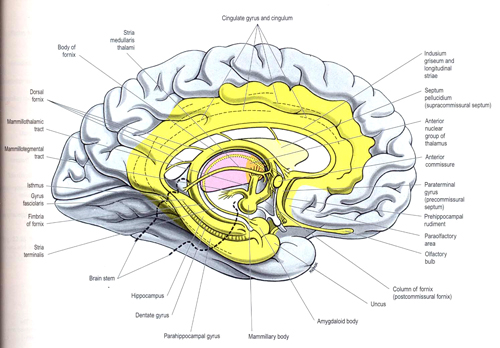 Cingulate gyrus and cingulum
Stria
medullaris
thalami
Body of
fornix
Dorsal
fornix
Mammillothalamic
tract
Mammillotegmental
tract
Isthmus
Gyrus
fasciolaris
Fimbria
of fornix
Stria
terminalis
Brain stem
Hippocampus
Dentate gyrus
Parahippocampal gyrus
Mammillary body
Amygdaloid body
Uncus
Column of fornix
(postcommissural fornix)
Indusium
griseum and
longitudinal
striae
Septum
pellucidium
(supracommissural septum)
Anterior
nuclear
group of
thalamus
Anterior
commissure
Paraterminal
gyrus
(precommissural
septum)
Prehippocampal
rudiment
Paraolfactory
area
Olfactory
bulb